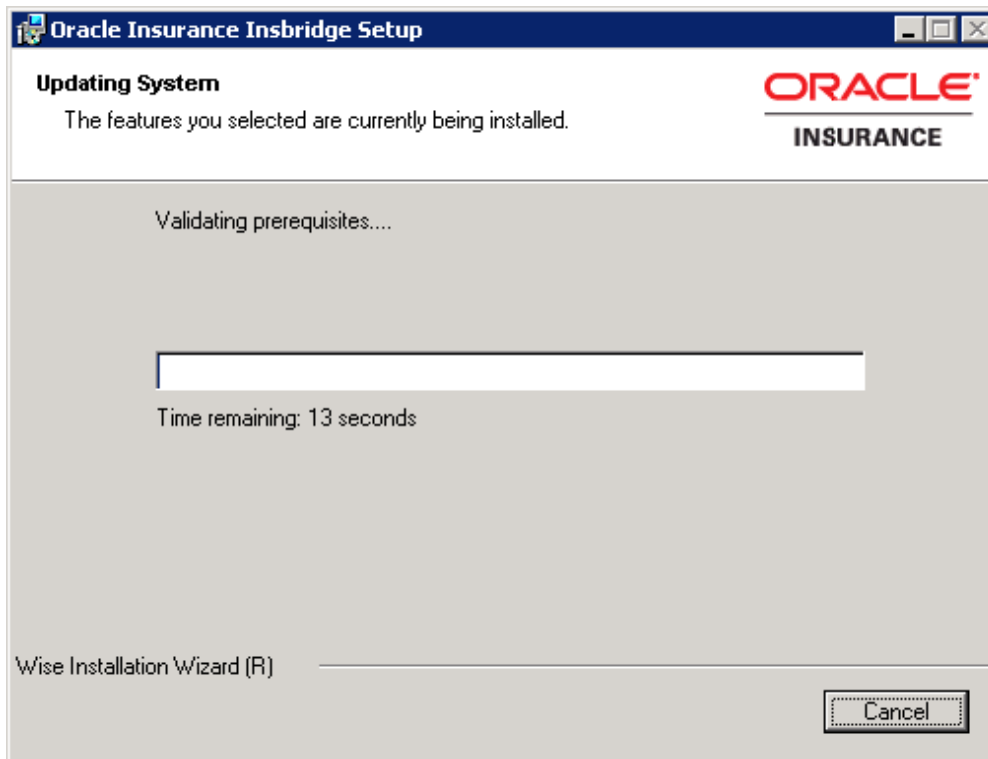 Oracle Insurance Insbridge Setup
Updating System
The features you selected are currently being installed.
ORACLE
INSURANCE
Validating prerequisites....
Time remaining: 13 seconds
Wise Installation Wizard (R)
Cancel